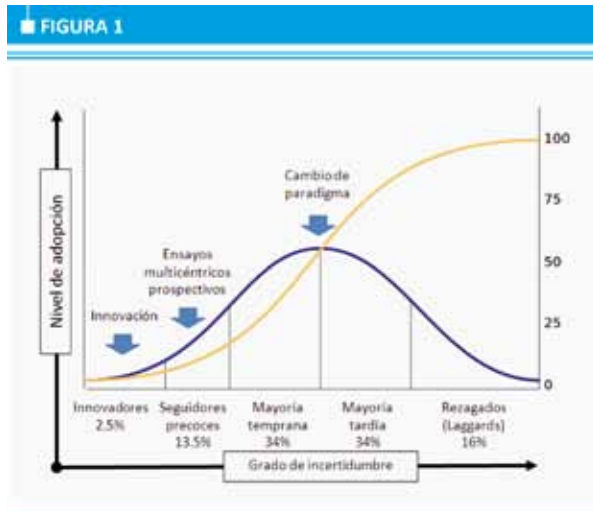 FIGURA 1
100
75
50
25
0
Nivel de adopción
Cambio de
paradigma
Ensayos
multicéntricos
prospectivos
Innovación
Innovadores
2.5%
Seguidores
precoces
13.5%
Mayoría
temprana
34%
Mayoría
tardía
34%
Rezagados
(Laggards)
16%
Grado de incertidumbre